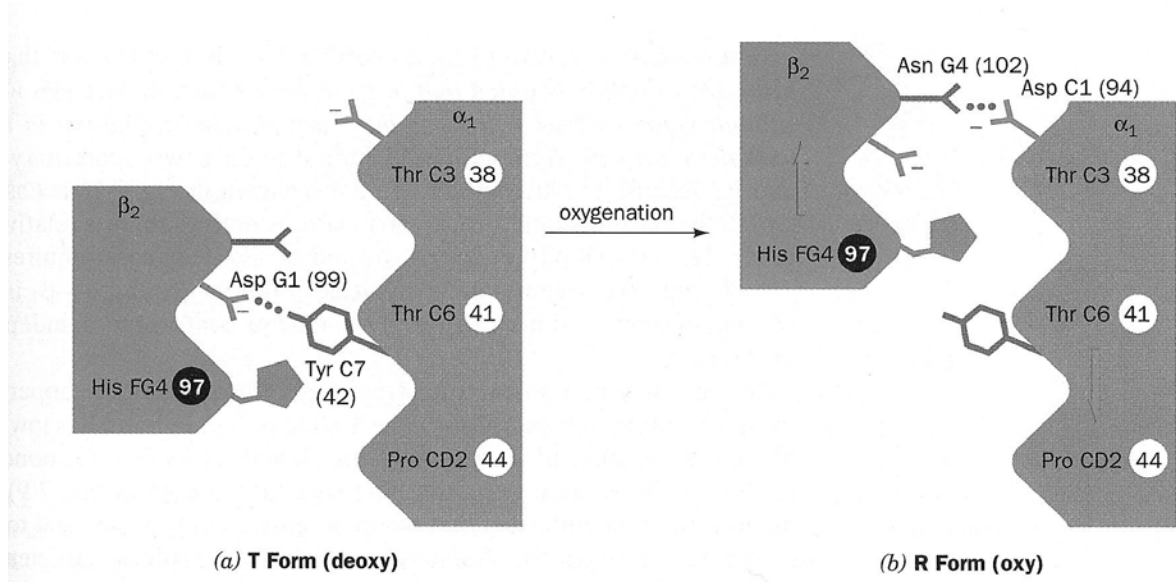 β2
Asp G1 (99)
His FG4 97
Tyr C7
(42)
α1
Thr C3 38
Thr C6 41
Pro CD2 44
(a) T Form (deoxy)
oxygenation
β2
Asn G4 (102)
Asp C1 (94)
α1
Thr C3 38
His FG4 97
Thr C6 41
Pro CD2 44
(b) R Form (oxy)